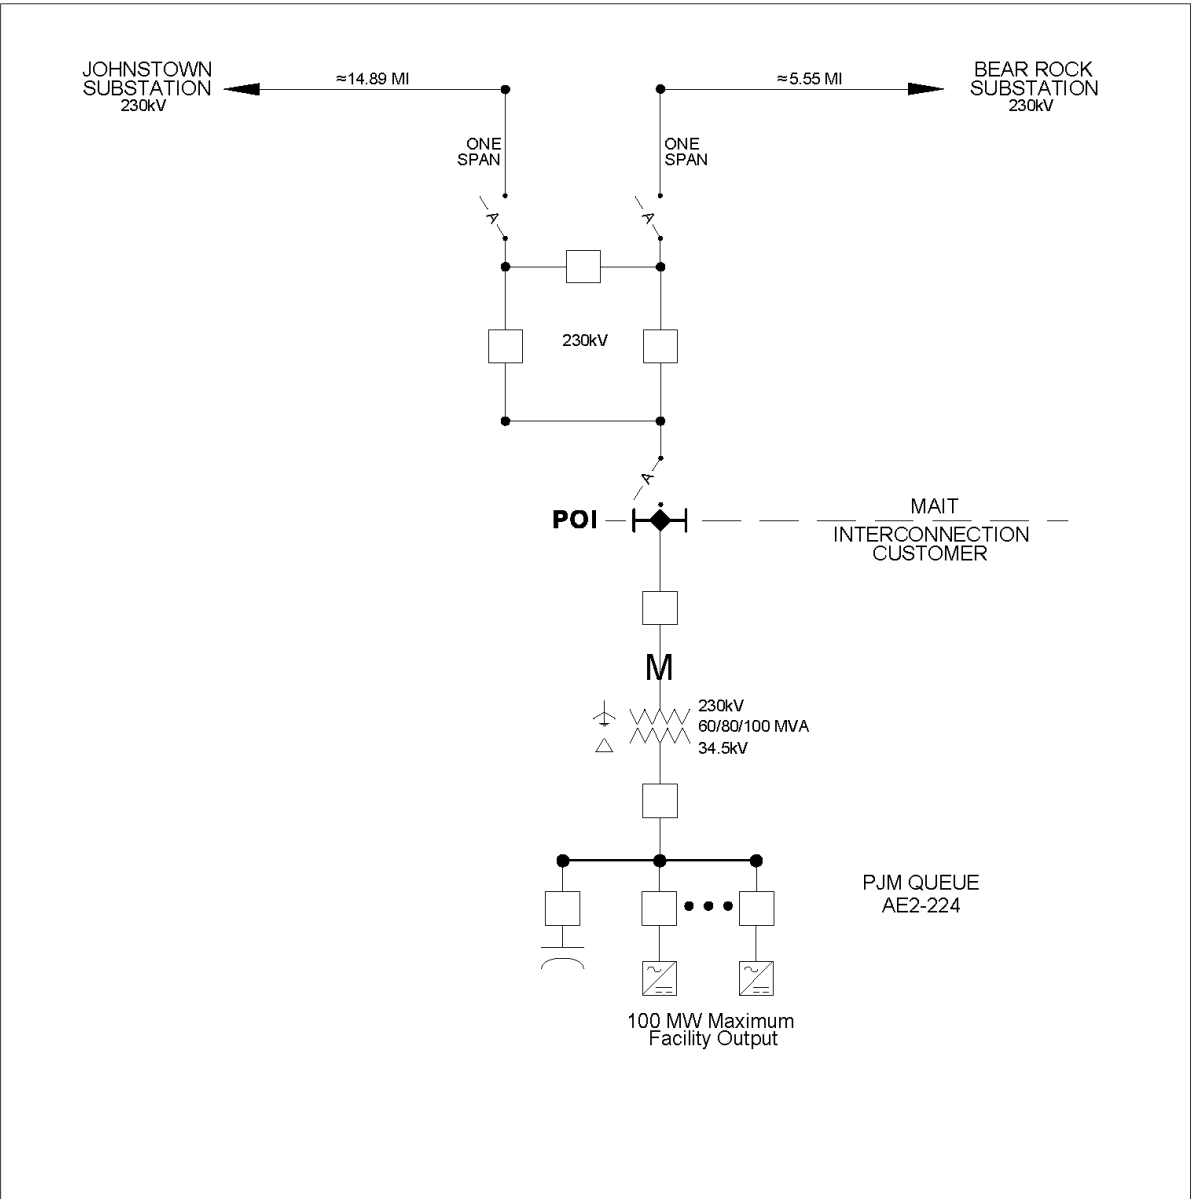 JOHNSTOWN
SUBSTATION
230kV
≈14.89 MI
≈5.55 MI
BEAR ROCK
SUBSTATION
230kV
ONE
SPAN
ONE
SPAN
A
A
230kV
A
POI
MAIT
INTERCONNECTION
CUSTOMER
M
230kV
60/80/100 MVA
34.5kV
PJM QUEUE
AE2-224
100 MW Maximum
Facility Output